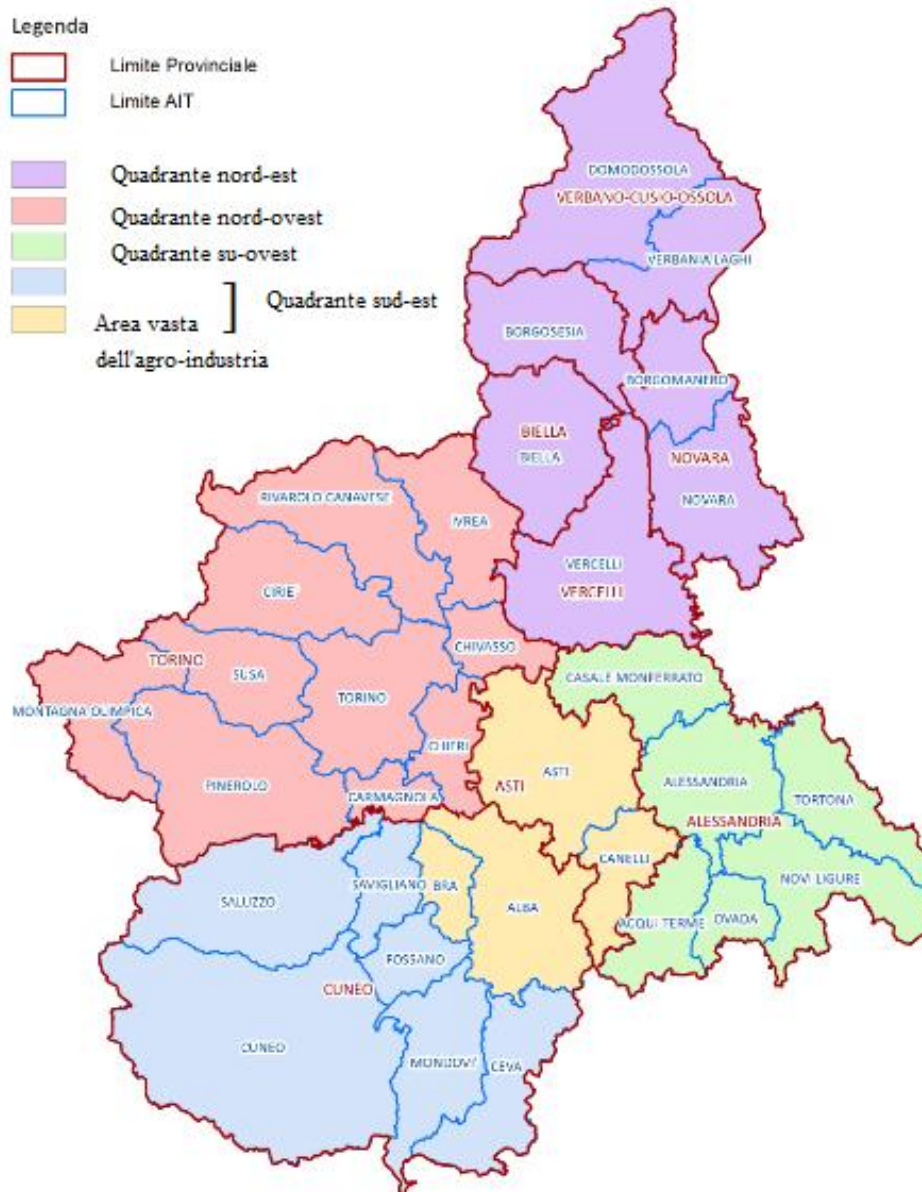 Legenda
Limite Provinciale
Limite AIT
Quadrante nord-est
Quadrante nord-ovest
Quadrante su-ovest
] Quadrante sud-est
Area vasta
dell'agro-industria
DOMODOSSOLA
VERBANO-CUSIO-OSSOLA
VERBANIA LAGHI
BORGOSESIA
BORGOMANERO
BIELLA
BIELLA
NOVARA
NOVARA
RIVAROLO CANAVESE
IVREA
VERCELLI
VERCELLI
CIRIE'
CHIVASSO
TORINO
SUSA
TORINO
CASALE MONFERRATO
MONTAGNA OLIMPICA
CHIERI
PINEROLO
CARMAGNOLA
ASTI
ASTI
ALESSANDRIA
ALESSANDRIA
TORTONA
CANELLI
NOVI LIGURE
SALUZZO
SAVIGLIANO
BRA
ALBA
ACQUI TERME
OVADA
FOSSANO
CUNEO
CUNEO
MONDOVI'
CEVA